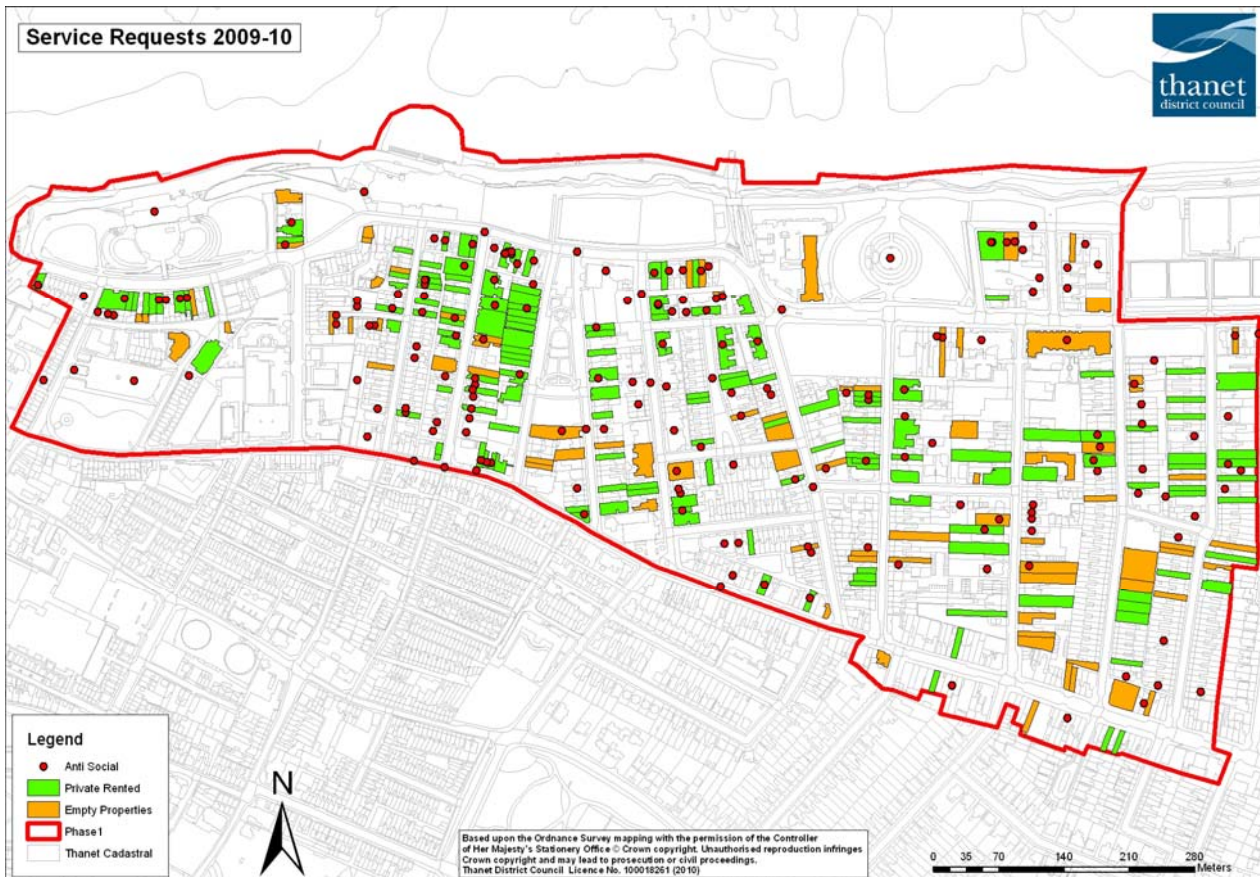 Service Requests 2009-10
thanet
district council
Legend
Anti Social
Private Rented
Empty Properties
Phase1
Thanet Cadastral
N
Based upon the Ordnance Survey mapping with the permission of the Controller
of Her Majesty's Stationery Office © Crown copyright. Unauthorised reproduction infringes
Crown copyright and may lead to prosecution or civil proceedings.
Thanet District Council Licence No. 100018261 (2010)
0 35 70 140 210 280
Meters